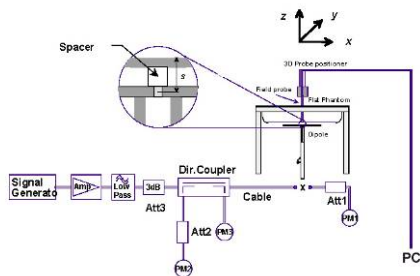 z
y
x
Spacer
s
3D Probe positioner
Field probe
Flat Phantom
Dipole
Dir.Coupler
Signal
Generato
Amp
Low
Pass
3dB
Att3
Cable
x
Att1
PM1
Att2
PM3
PM2
PC